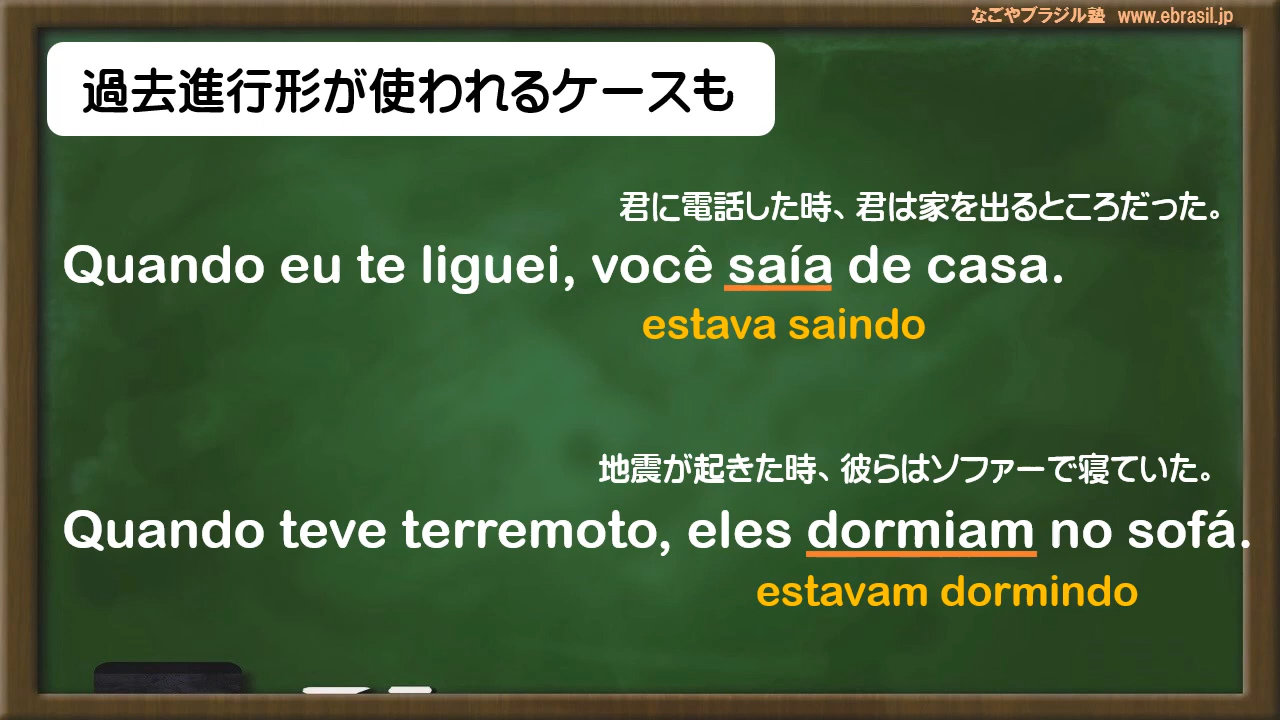 なごやブラジル塾 www.ebrasil.jp
過去進行形が使われるケースも
君に電話した時、君は家を出るところだった。
Quando eu te liguei, você saía de casa.
estava saindo
地震が起きた時、彼らはソファーで寝ていた。
Quando teve terremoto, eles dormiam no sofá.
estavam dormindo